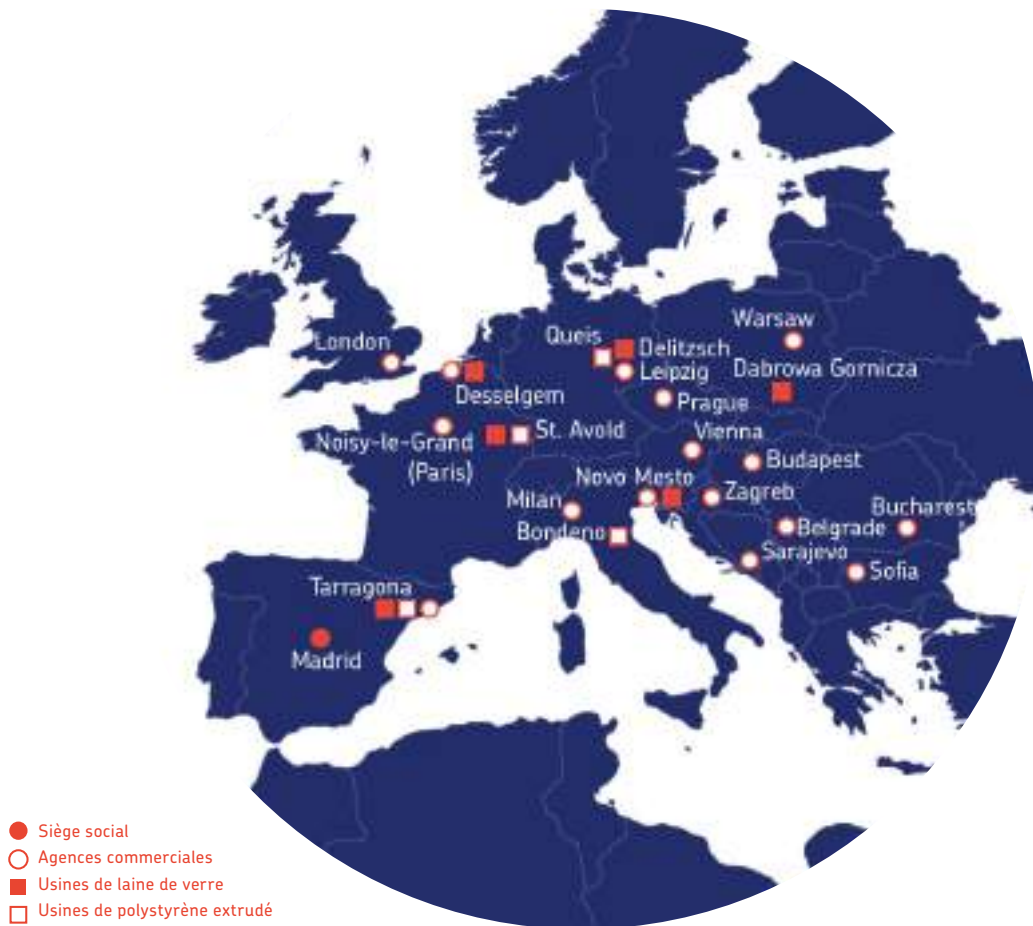 London
Queis
Delitzsch
Leipzig
Warsaw
Dabrowa Gornicza
Desselgem
Prague
Noisy-le-Grand
(Paris)
St. Avold
Vienna
Budapest
Novo Mesto
Zagreb
Milan
Bondeno
Bucharest
Belgrade
Sarajevo
Sofia
Tarragona
Madrid
Siège social
Agences commerciales
Usines de laine de verre
Usines de polystyrène extrudé